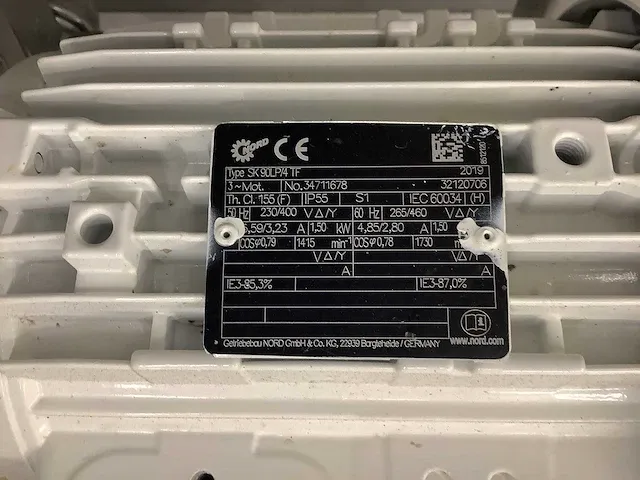 NORD CE
Type SK 90LP/4 TF 2019
3~Mot. No. 34711678 32120706
Th. Cl. 155 (F) IP55 S1 IEC 60034 (H)
50 Hz 230/400 V Δ/Y 60 Hz 265/460 V Δ/Y
.59/3,23 A 1,50 kW 4,85/2,80 A 1,50
COSφ 0,79 1415 min⁻¹ COSφ 0,78 1730
V Δ/Y V Δ/Y
A A
IE3-85,3% IE3-87,0%
Getriebebau NORD GmbH & Co. KG, 22939 Bargteheide / GERMANY www.nord.com